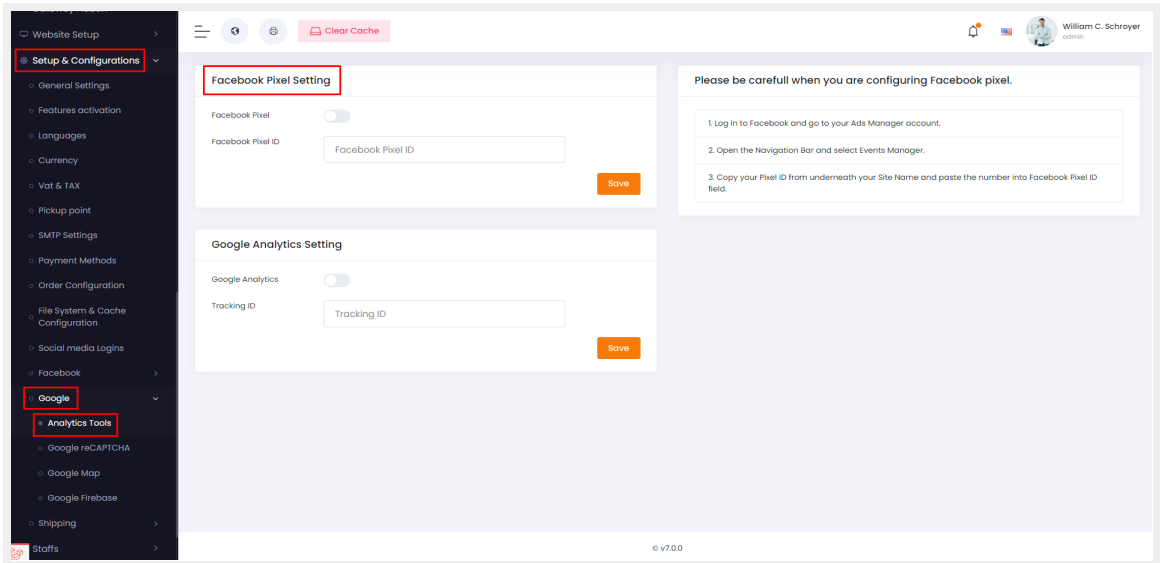 Website Setup
Setup & Configurations
General Settings
Features activation
Languages
Currency
Vat & TAX
Pickup point
SMTP Settings
Payment Methods
Order Configuration
File System & Cache
Configuration
Social media Logins
Facebook
Google
Analytics Tools
Google reCAPTCHA
Google Map
Google Firebase
Shipping
Staffs
Clear Cache
William C. Schroyer
admin
Facebook Pixel Setting
Facebook Pixel
Facebook Pixel ID
Facebook Pixel ID
Save
Please be carefull when you are configuring Facebook pixel.
1. Log in to Facebook and go to your Ads Manager account.
2. Open the Navigation Bar and select Events Manager.
3. Copy your Pixel ID from underneath your Site Name and paste the number into Facebook Pixel ID
field.
Google Analytics Setting
Google Analytics
Tracking ID
Tracking ID
Save
© v7.0.0